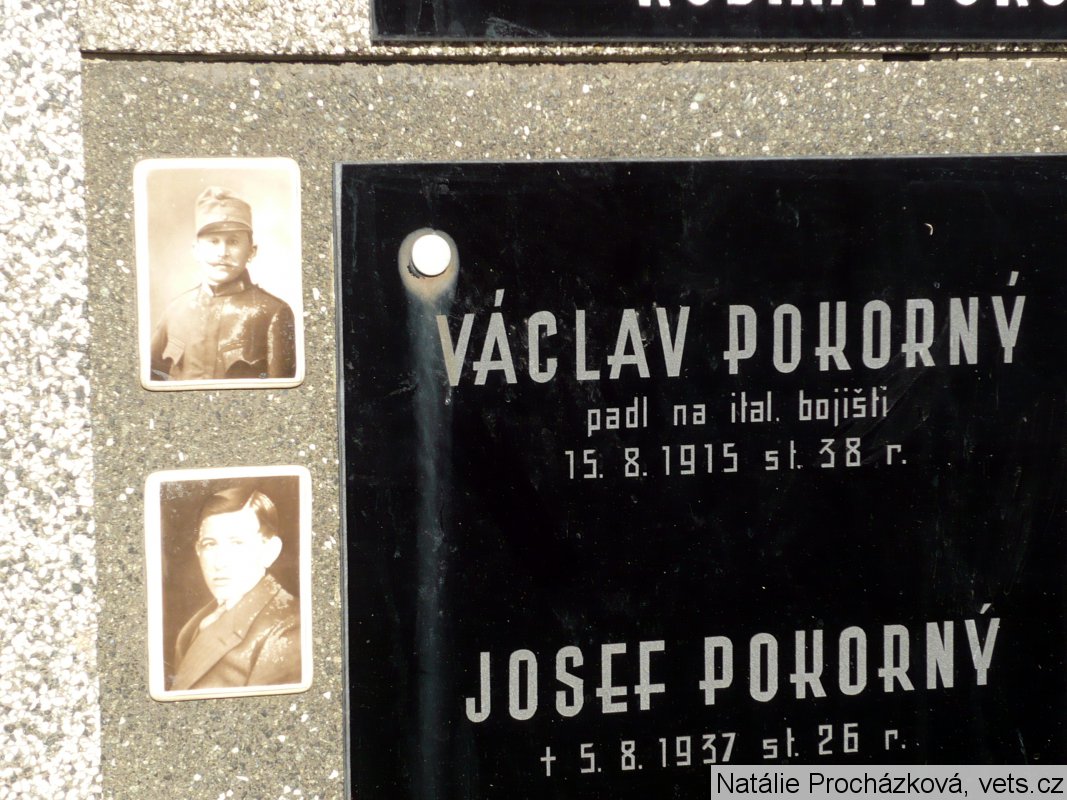 RODINA
VÁCLAV POKORNÝ
padl na ital. bojišti
15. 8. 1915 st. 38 r.
JOSEF POKORNÝ
† 5. 8. 1937 st. 26 r.
Natálie Procházková, vets.cz